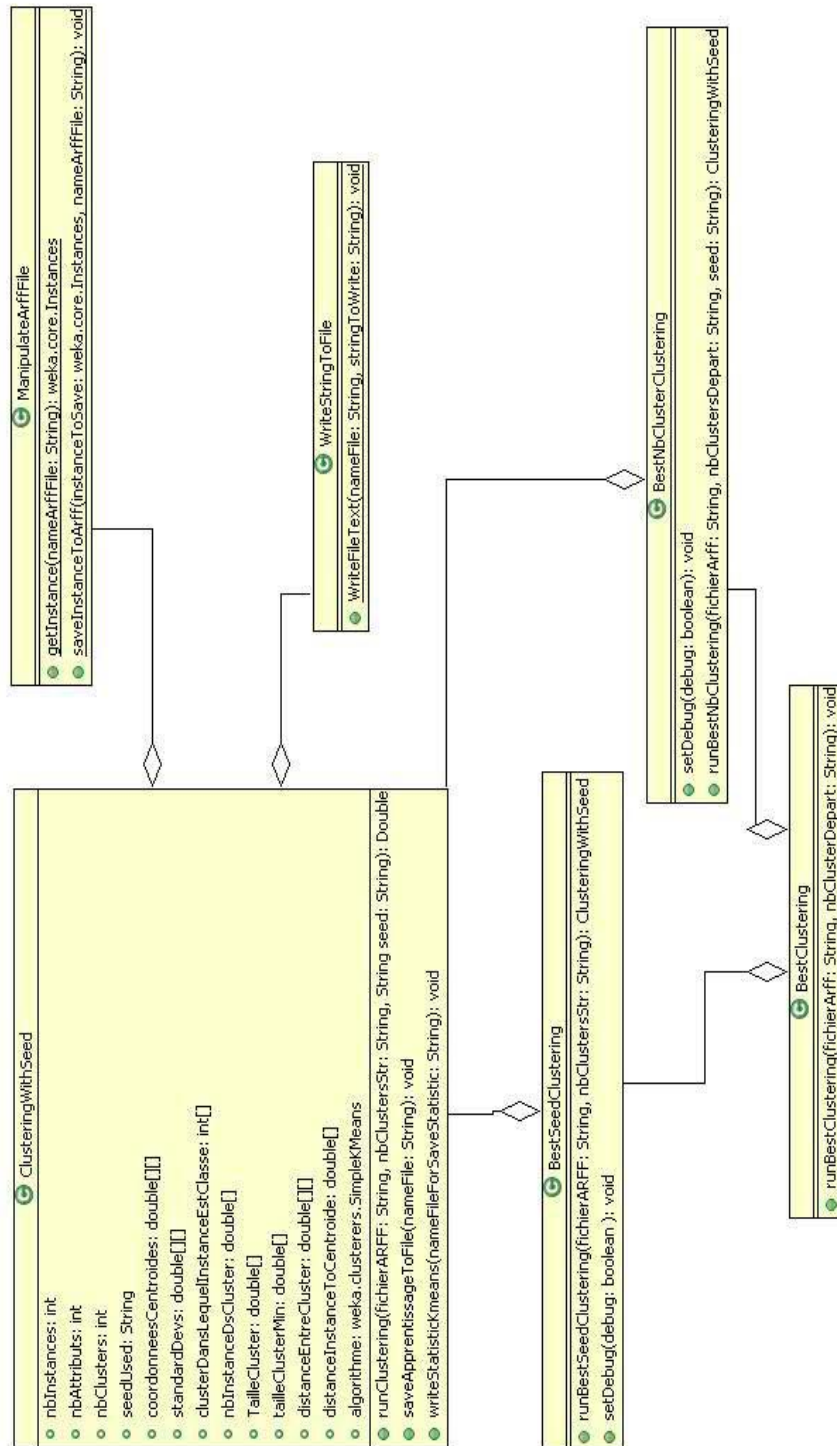 ClusteringWithSeed
nbInstances: int
nbAttributs: int
nbClusters: int
seedUsed: String
coordonneesCentroides: double[][]
standardDevs: double[][]
clusterDansLequelInstanceEstClasse: int[]
nbInstanceDsCluster: double[]
TailleCluster: double[]
tailleClusterMin: double[]
distanceEntreCluster: double[][]
distanceInstanceToCentroide: double[]
algorithme: weka.clusterers.SimpleKMeans
runClustering(fichierARFF: String, nbClustersStr: String, String seed: String): Double
saveApprentissageToFile(nameFile: String): void
writeStatisticKmeans(nameFileForSaveStatistic: String): void
ManipulateArffFile
getInstance(nameArffFile: String): weka.core.Instances
saveInstanceToArff(instanceToSave: weka.core.Instances, nameArffFile: String): void
WriteStringToFile
WriteFileText(nameFile: String, stringToWrite: String): void
BestSeedClustering
runBestSeedClustering(fichierARFF: String, nbClustersStr: String): ClusteringWithSeed
setDebug(debug: boolean ): void
BestNbClusterClustering
setDebug(debug: boolean): void
runBestNbClustering(fichierArff: String, nbClustersDepart: String, seed: String): ClusteringWithSeed
BestClustering
runBestClustering(fichierArff: String, nbClusterDepart: String): void